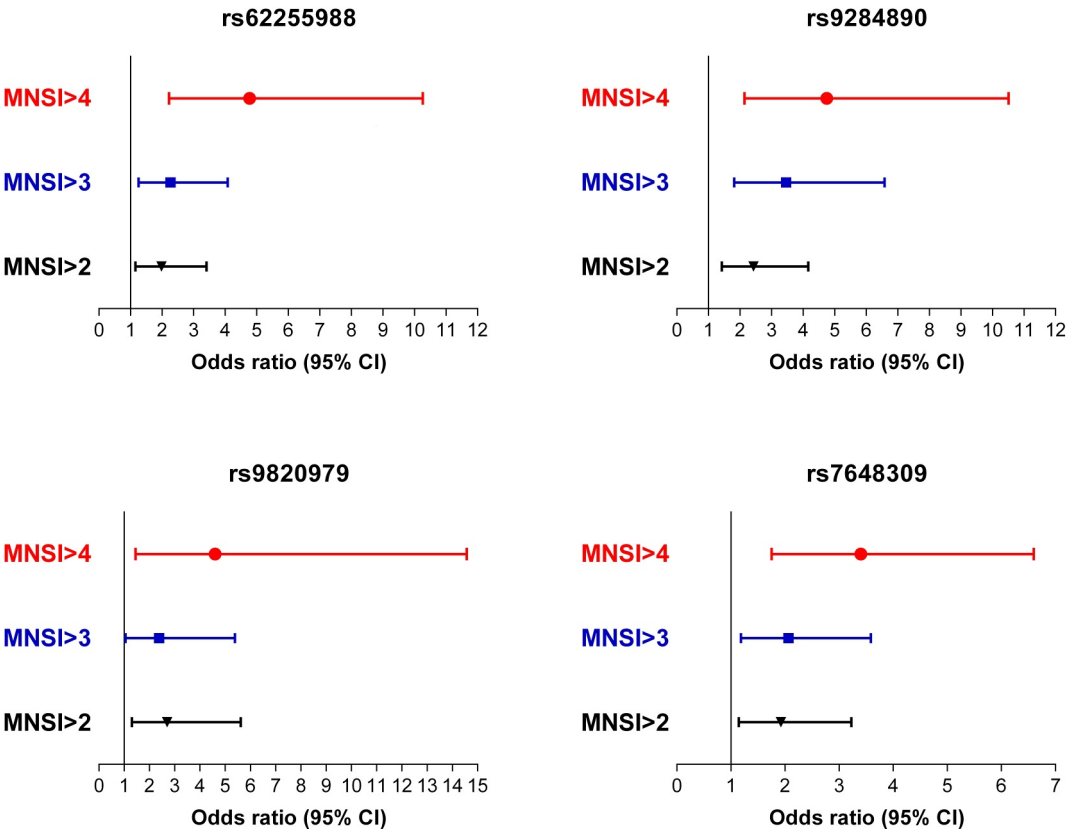 rs62255988
MNSI>4
MNSI>3
MNSI>2
0 1 2 3 4 5 6 7 8 9 10 11 12
Odds ratio (95% CI)
rs9284890
MNSI>4
MNSI>3
MNSI>2
0 1 2 3 4 5 6 7 8 9 10 11 12
Odds ratio (95% CI)
rs9820979
MNSI>4
MNSI>3
MNSI>2
0 1 2 3 4 5 6 7 8 9 10 11 12 13 14 15
Odds ratio (95% CI)
rs7648309
MNSI>4
MNSI>3
MNSI>2
0 1 2 3 4 5 6 7
Odds ratio (95% CI)